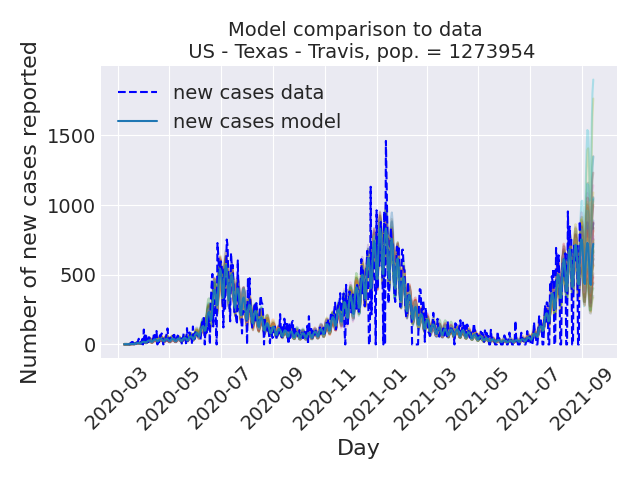 Model comparison to data
US - Texas - Travis, pop. = 1273954
new cases data
new cases model
Number of new cases reported
1500
1000
500
0
2020-03
2020-05
2020-07
2020-09
2020-11
2021-01
2021-03
2021-05
2021-07
2021-09
Day